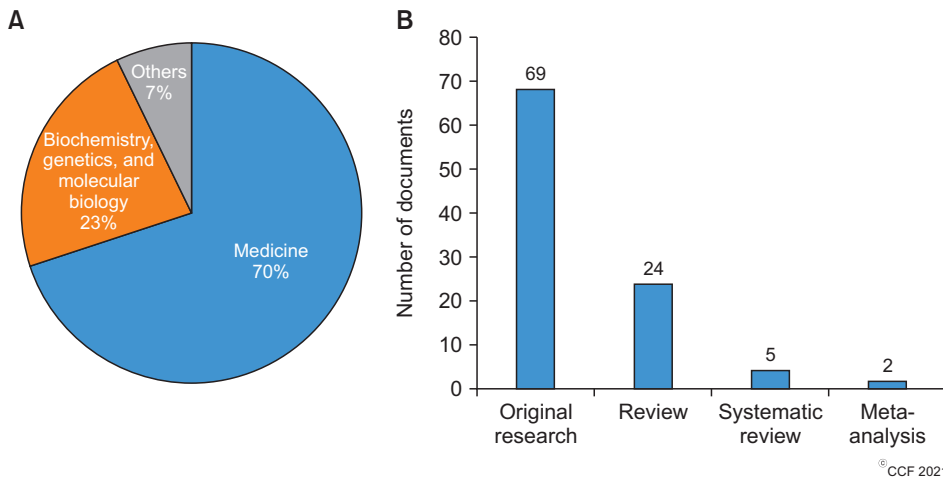 A
Others
7%
Biochemistry,
genetics, and
molecular
biology
23%
Medicine
70%
B
Number of documents
80
70
60
50
40
30
20
10
0
69
24
5
2
Original
research
Review
Systematic
review
Meta-
analysis
©CCF 2021